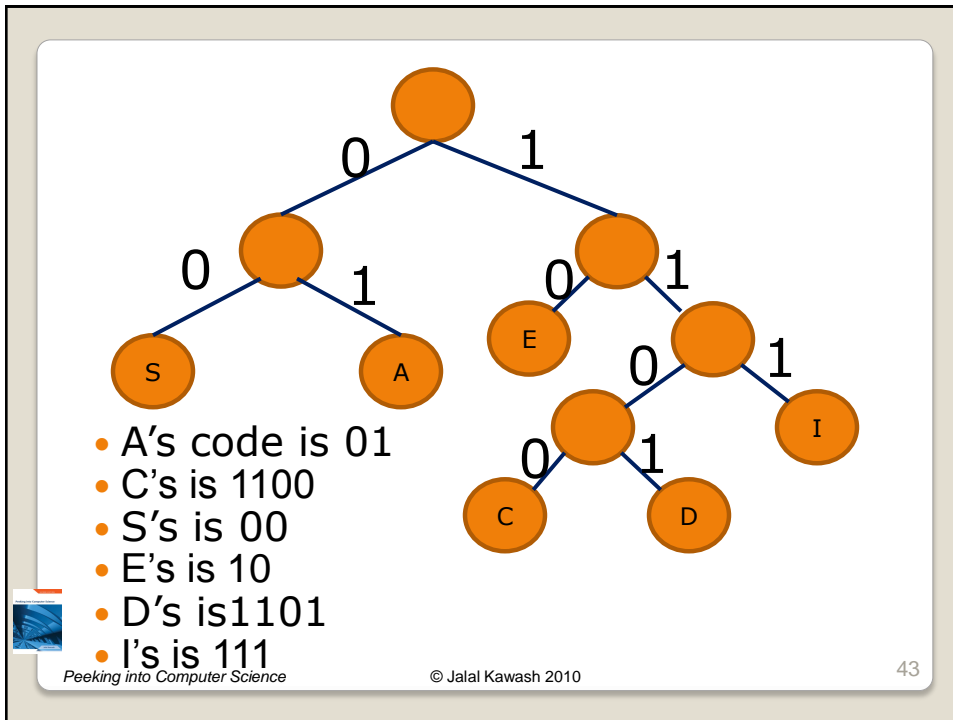 0
1
0
1
0
1
S
A
E
0
1
I
0
1
C
D
• A's code is 01
• C's is 1100
• S's is 00
• E's is 10
• D's is1101
• I's is 111
Peeking into Computer Science
© Jalal Kawash 2010
43